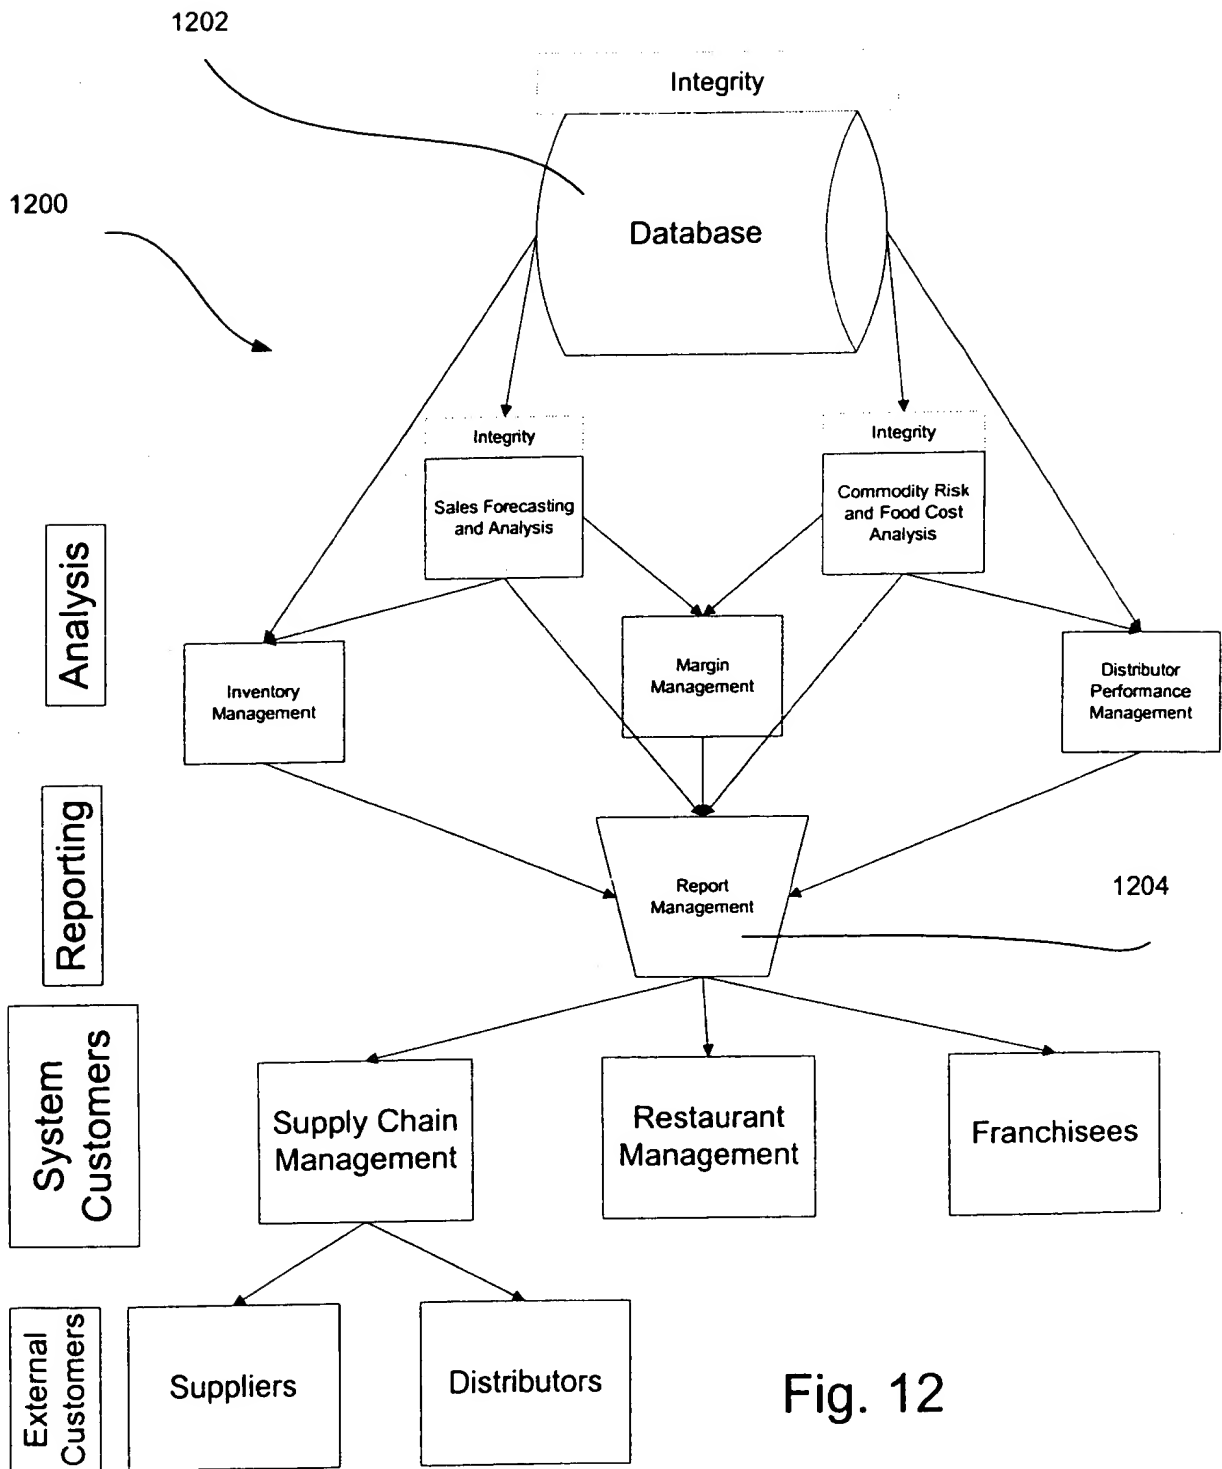 1202
Integrity
1200
Database
Integrity
Integrity
Sales Forecasting
and Analysis
Commodity Risk
and Food Cost
Analysis
Analysis
Inventory
Management
Margin
Management
Distributor
Performance
Management
Reporting
Report
Management
1204
System
Customers
Supply Chain
Management
Restaurant
Management
Franchisees
External
Customers
Suppliers
Distributors
Fig. 12